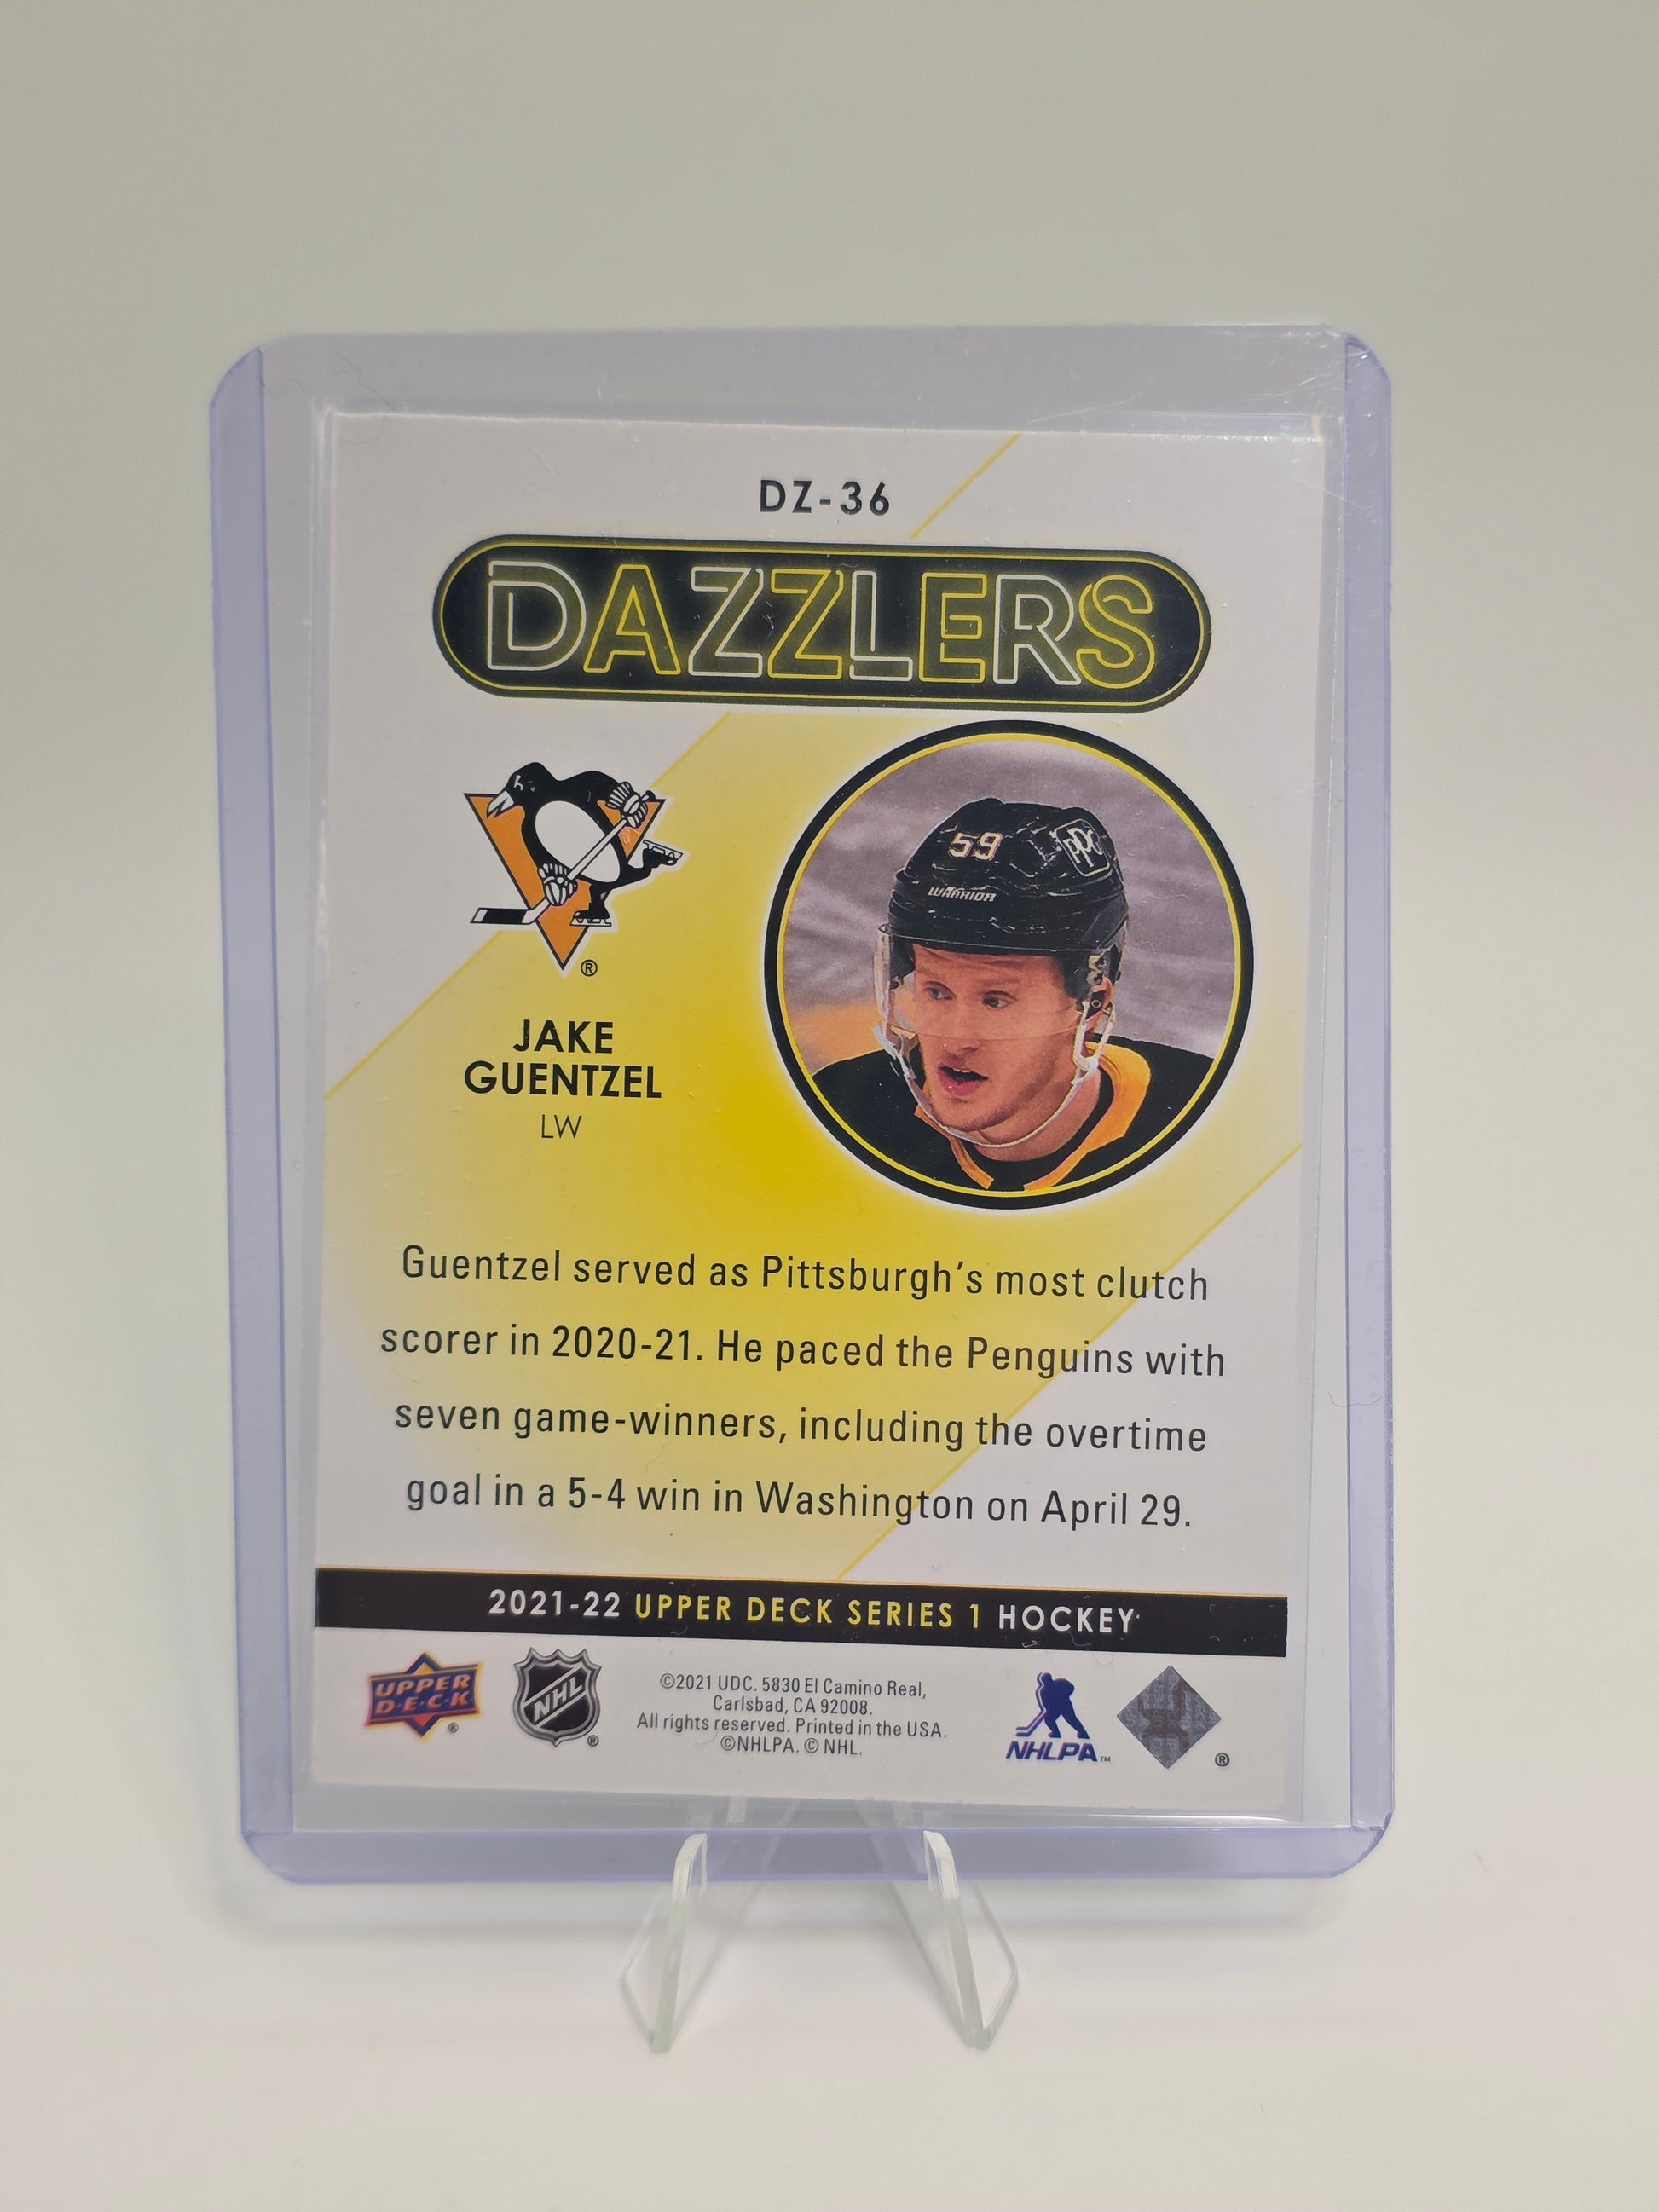 DZ-36
DAZZLERS
59
ppg
WARRIOR
®
JAKE
GUENTZEL
LW
Guentzel served as Pittsburgh's most clutch
scorer in 2020-21. He paced the Penguins with
seven game-winners, including the overtime
goal in a 5-4 win in Washington on April 29.
2021-22 UPPER DECK SERIES 1 HOCKEY
UPPER
D·E·C·K
®
NHL
®
©2021 UDC. 5830 El Camino Real,
Carlsbad, CA 92008.
All rights reserved. Printed in the USA.
©NHLPA. © NHL.
NHLPA™
®